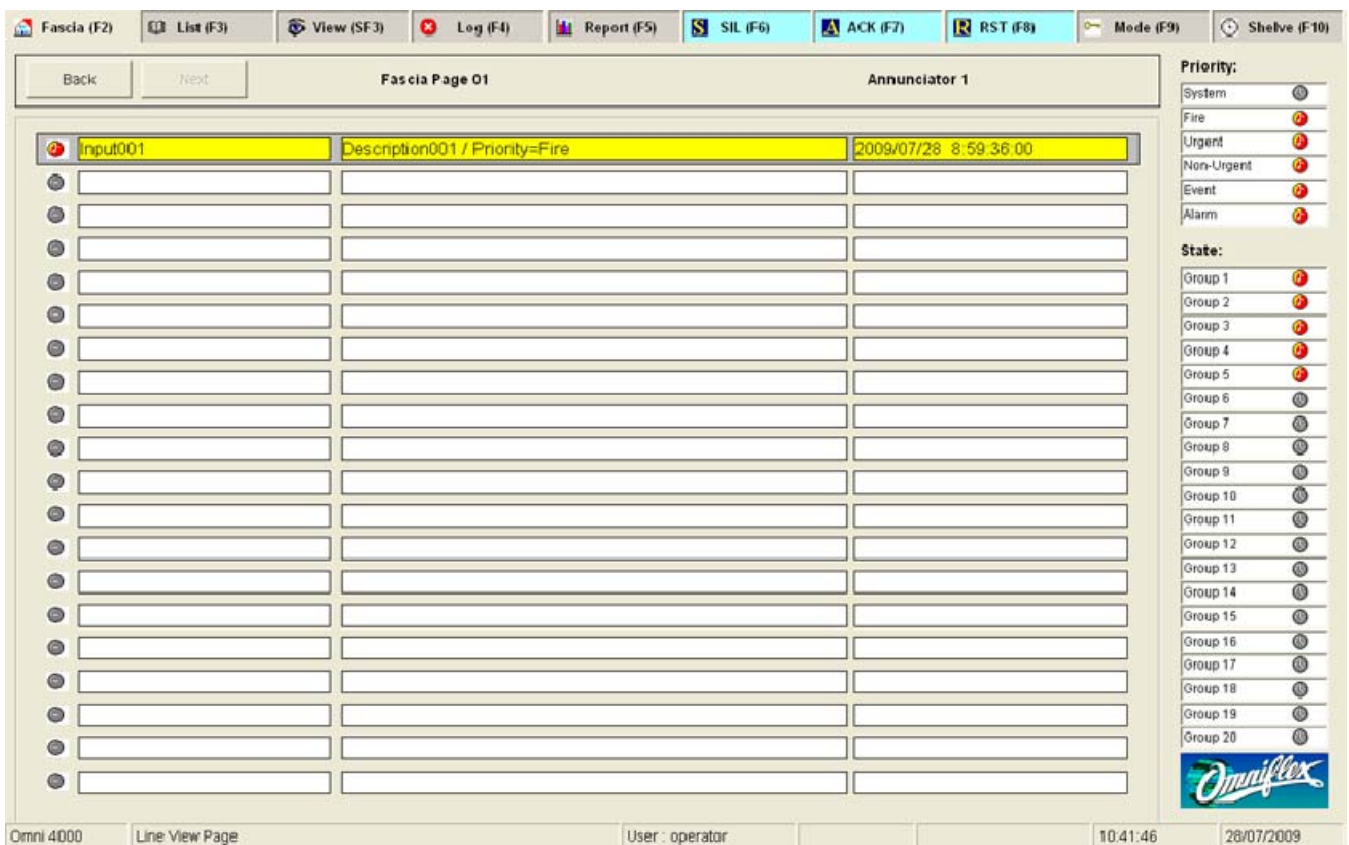 Fascia (F2) List (F3) View (SF3) Log (F4) Report (F5) SIL (F6) ACK (F7) RST (F8) Mode (F9) Shelve (F10)
Back Next Fascia Page 01 Annunciator 1
Input001 Description001 / Priority=Fire 2009/07/28 8:59:36:00
Priority:
System
Fire
Urgent
Non-Urgent
Event
Alarm
State:
Group 1
Group 2
Group 3
Group 4
Group 5
Group 6
Group 7
Group 8
Group 9
Group 10
Group 11
Group 12
Group 13
Group 14
Group 15
Group 16
Group 17
Group 18
Group 19
Group 20
Omniflex
Omni 4000 Line View Page User : operator 10:41:46 28/07/2009